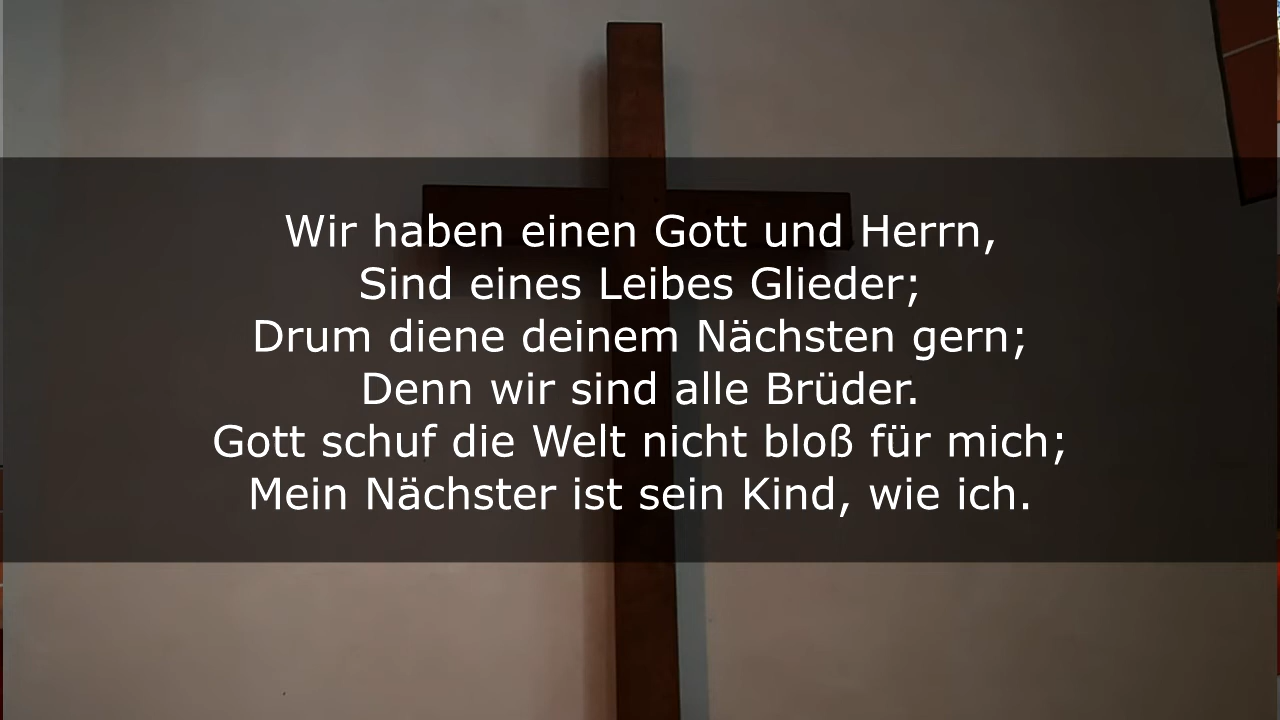 Wir haben einen Gott und Herrn,
Sind eines Leibes Glieder;
Drum diene deinem Nächsten gern;
Denn wir sind alle Brüder.
Gott schuf die Welt nicht bloß für mich;
Mein Nächster ist sein Kind, wie ich.